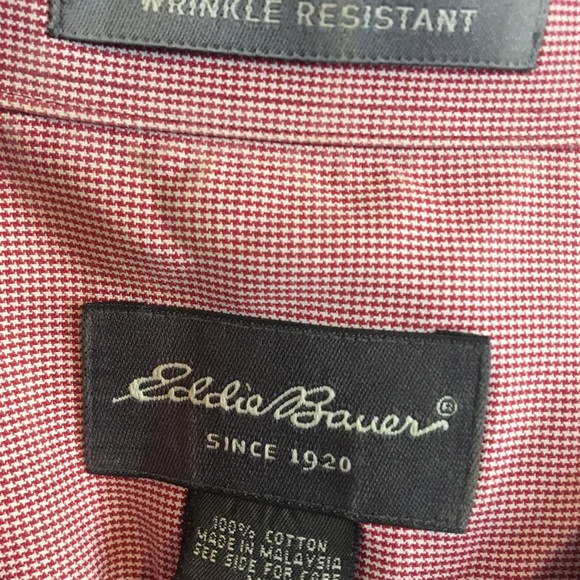 WRINKLE RESISTANT
Eddie Bauer®
SINCE 1920
100% COTTON
MADE IN MALAYSIA
SEE SIDE FOR CARE